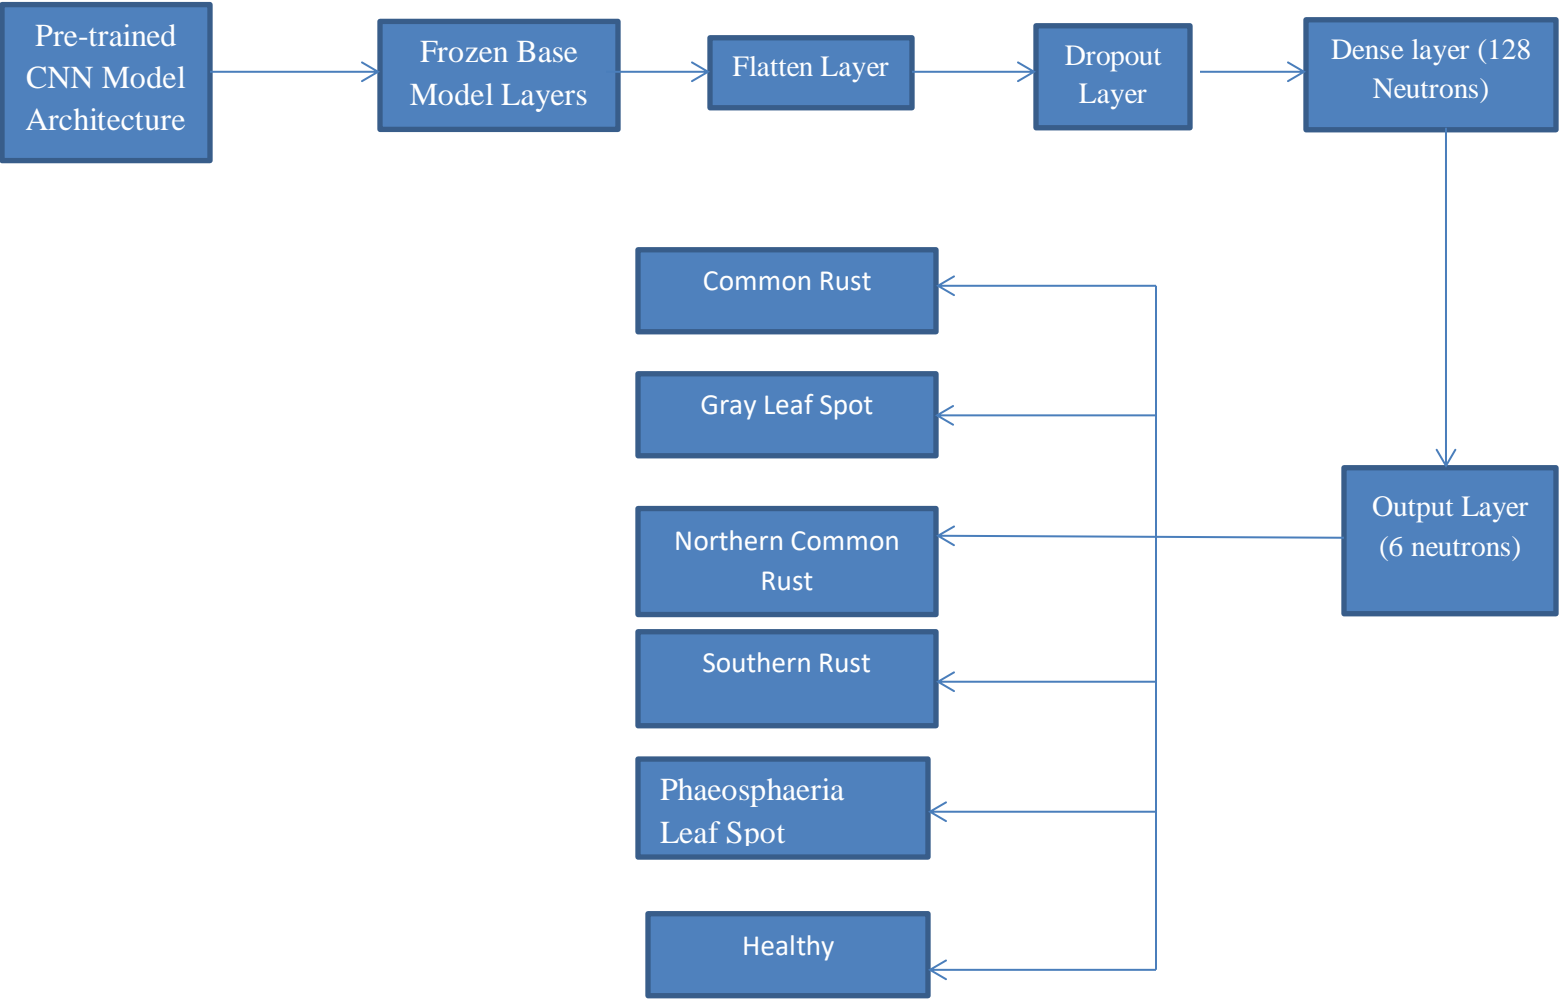 Pre-trained
CNN Model
Architecture
Frozen Base
Model Layers
Flatten Layer
Dropout
Layer
Dense layer (128
Neutrons)
Common Rust
Gray Leaf Spot
Output Layer
(6 neutrons)
Northern Common
Rust
Southern Rust
Phaeosphaeria
Leaf Spot
Healthy